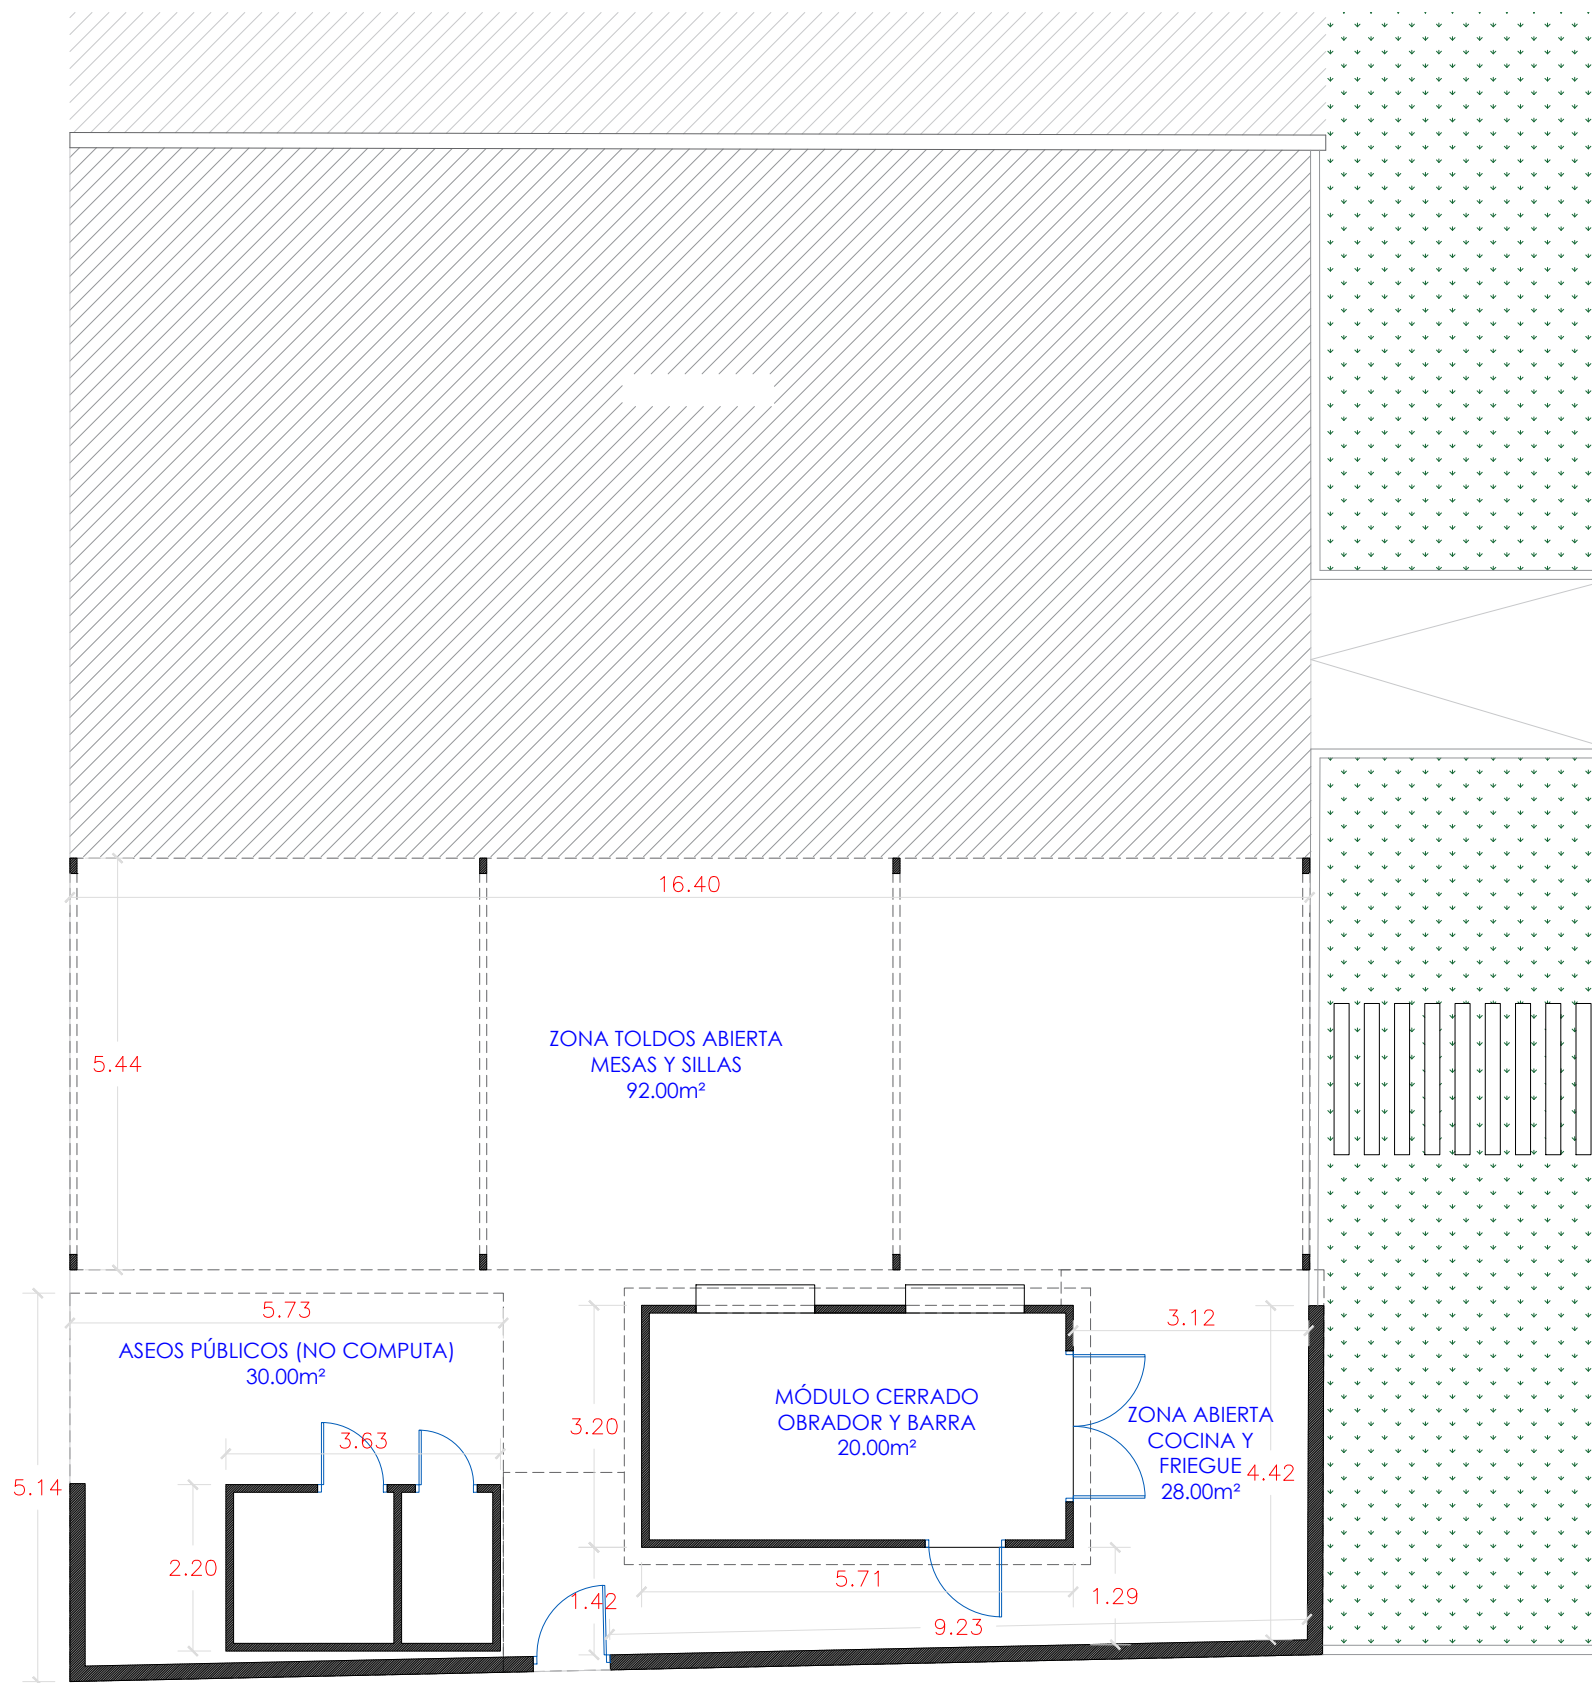 16.40
5.44
ZONA TOLDOS ABIERTA
MESAS Y SILLAS
92.00m²
5.73
ASEOS PÚBLICOS (NO COMPUTA)
30.00m²
3.63
5.14
2.20
3.20
MÓDULO CERRADO
OBRADOR Y BARRA
20.00m²
3.12
ZONA ABIERTA
COCINA Y
FRIEGUE
28.00m²
4.42
5.71
1.42
1.29
9.23